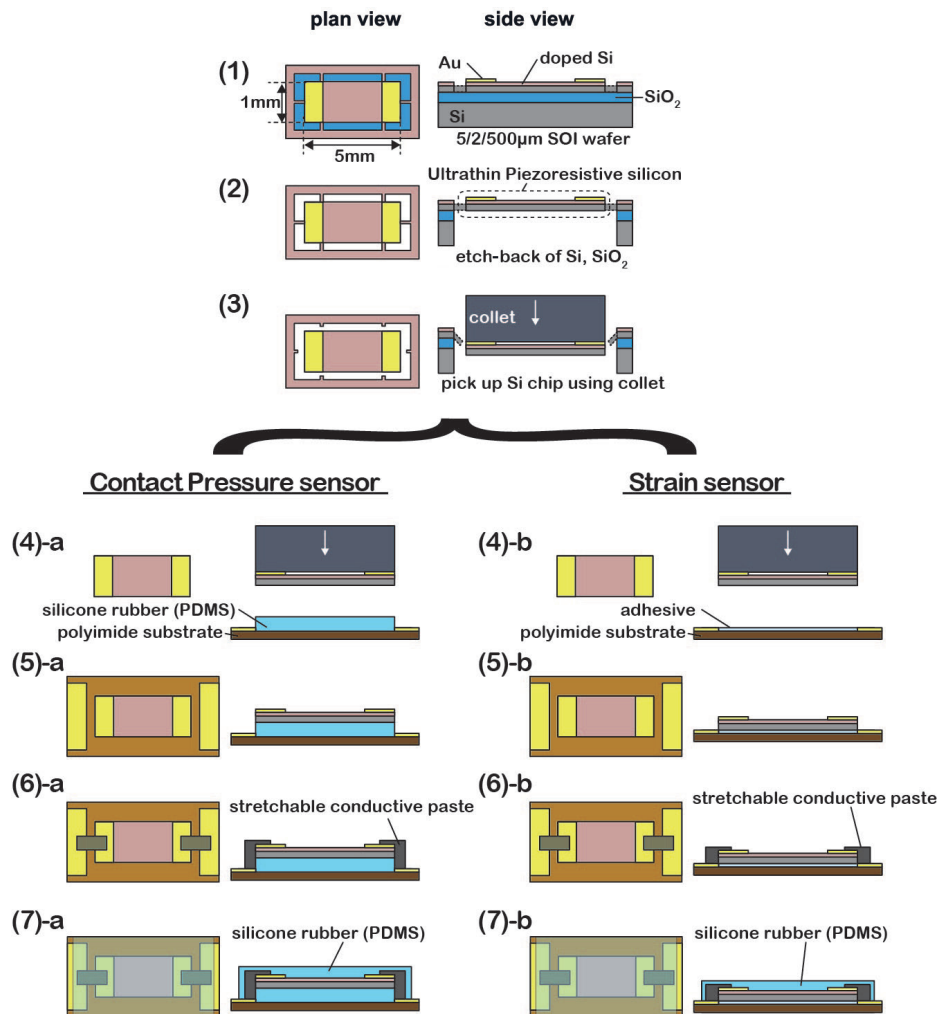 plan view
side view
(1)
Au
doped Si
1mm
SiO₂
Si
5mm
5/2/500μm SOI wafer
(2)
Ultrathin Piezoresistive silicon
etch-back of Si, SiO₂
(3)
collet
pick up Si chip using collet
Contact Pressure sensor
(4)-a
silicone rubber (PDMS)
polyimide substrate
(5)-a
(6)-a
stretchable conductive paste
(7)-a
silicone rubber (PDMS)
Strain sensor
(4)-b
adhesive
polyimide substrate
(5)-b
(6)-b
stretchable conductive paste
(7)-b
silicone rubber (PDMS)